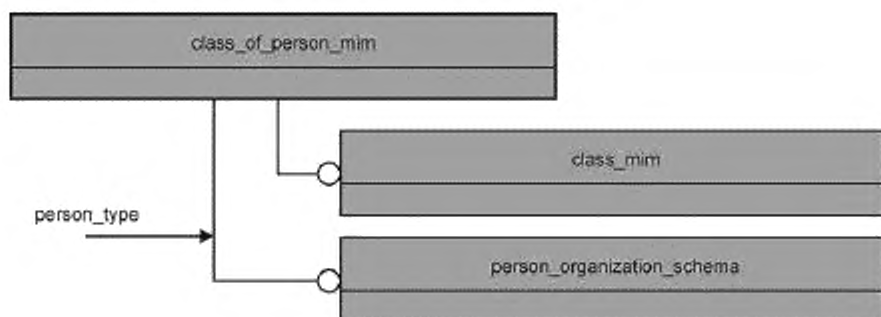 class_of_person_mim
class_mim
person_type
person_organization_schema